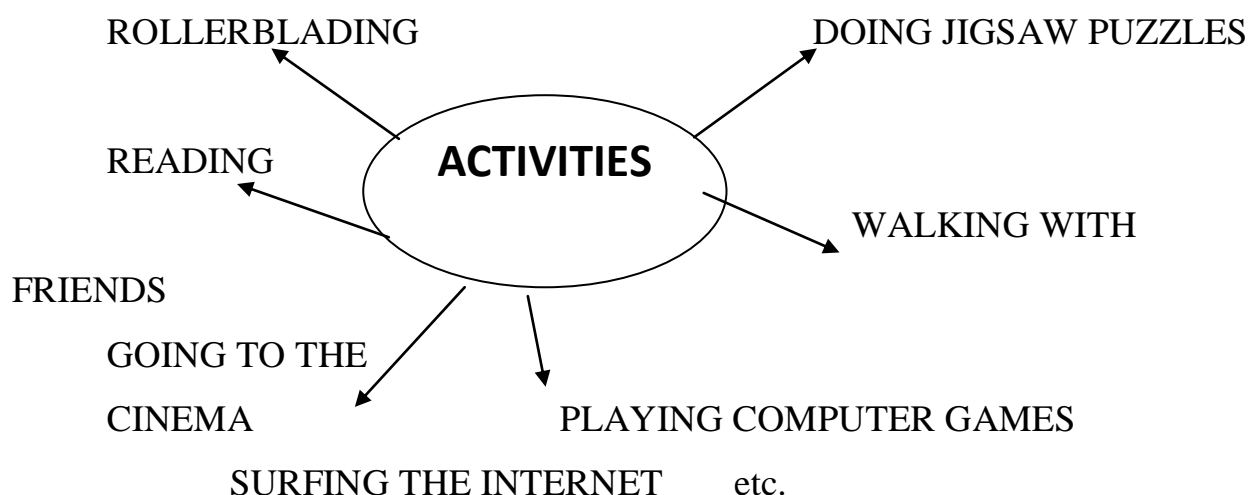 ROLLERBLADING DOING JIGSAW PUZZLES
ACTIVITIES
READING
WALKING WITH
FRIENDS
GOING TO THE
CINEMA PLAYING COMPUTER GAMES
SURFING THE INTERNET etc.